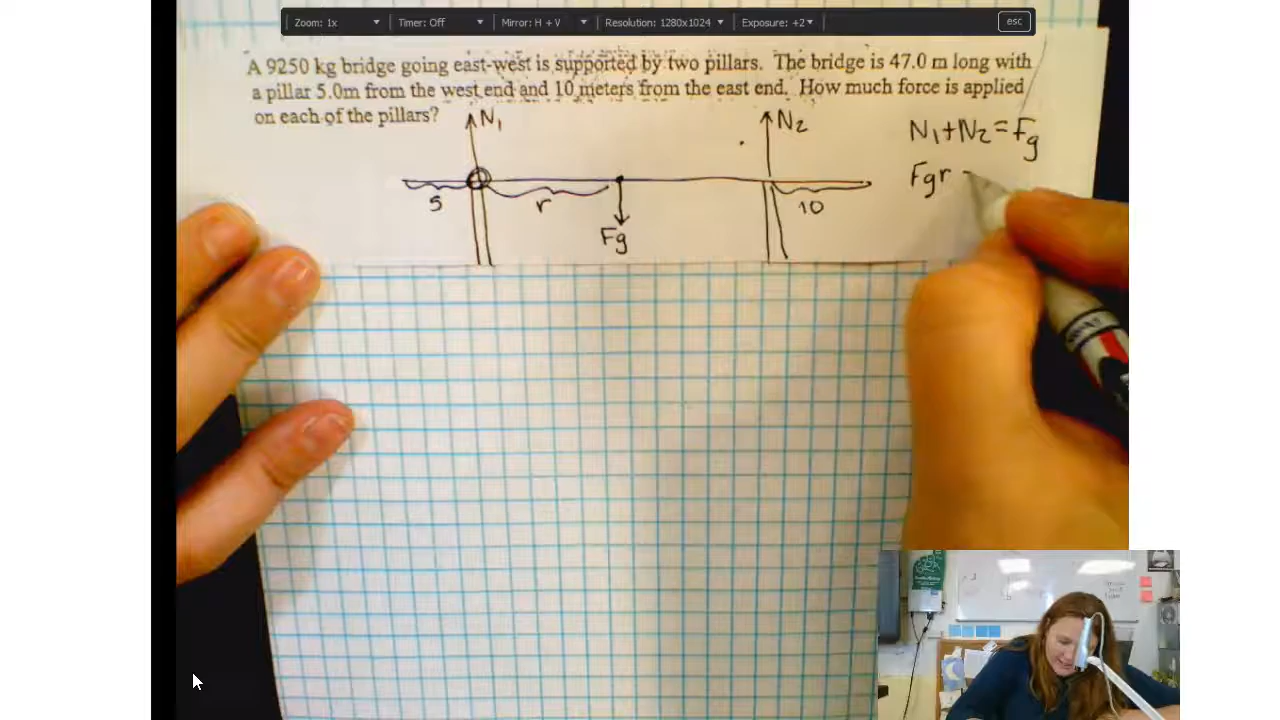 Zoom: 1x Timer: Off Mirror: H + V Resolution: 1280x1024 Exposure: +2 esc
A 9250 kg bridge going east-west is supported by two pillars. The bridge is 47.0 m long with
a pillar 5.0m from the west end and 10 meters from the east end. How much force is applied
on each of the pillars?
N1 N2
N1+N2=Fg
Fgr
5 r 10
Fg